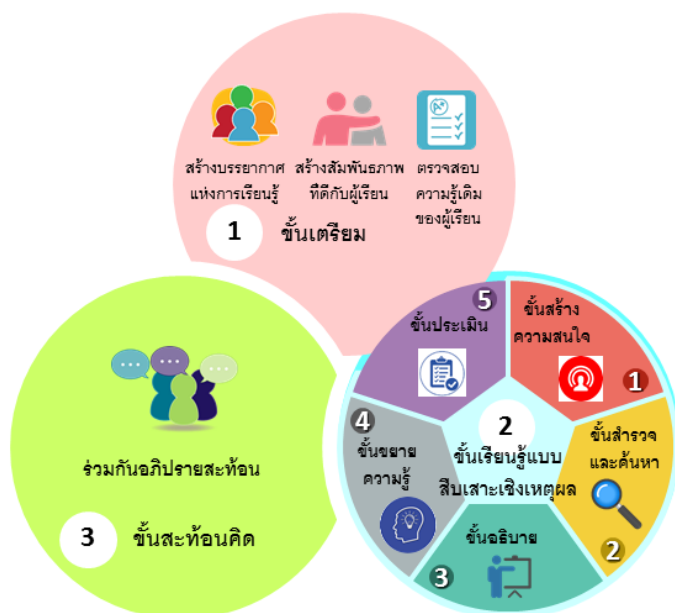 สร้างบรรยากาศ
แห่งการเรียนรู้
สร้างสัมพันธภาพ
ที่ดีกับผู้เรียน
ตรวจสอบ
ความรู้เดิม
ของผู้เรียน
1 ขั้นเตรียม
2
ขั้นเรียนรู้แบบ
สืบเสาะเชิงเหตุผล
ขั้นสร้าง
ความสนใจ
1
ขั้นสำรวจ
และค้นหา
2
ขั้นอธิบาย
3
4
ขั้นขยาย
ความรู้
5
ขั้นประเมิน
ร่วมกันอภิปรายสะท้อน
3 ขั้นสะท้อนคิด